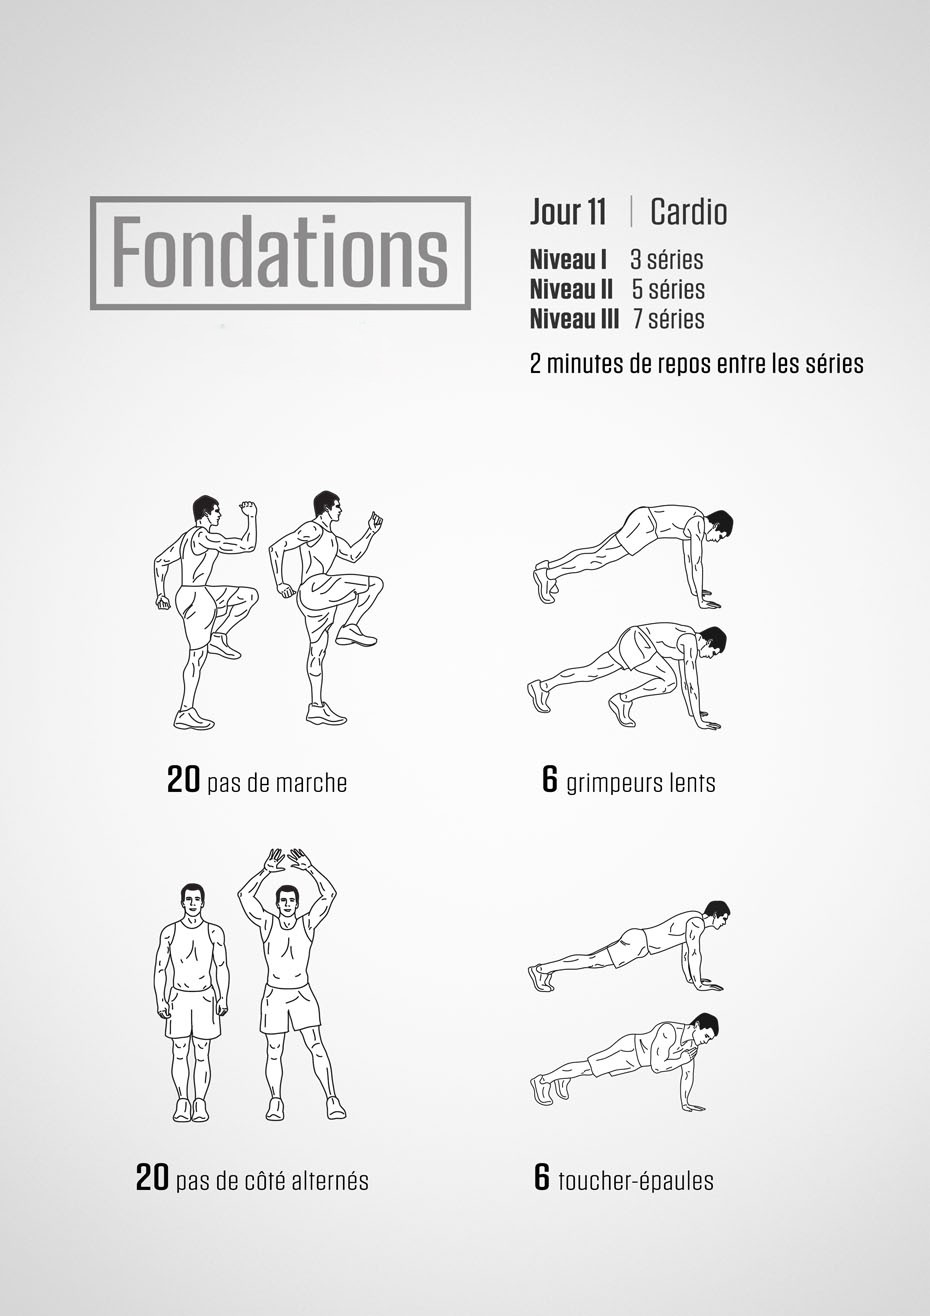 Fondations
Jour 11 | Cardio
Niveau I 3 séries
Niveau II 5 séries
Niveau III 7 séries
2 minutes de repos entre les séries
20 pas de marche
6 grimpeurs lents
20 pas de côté alternés
6 toucher-épaules